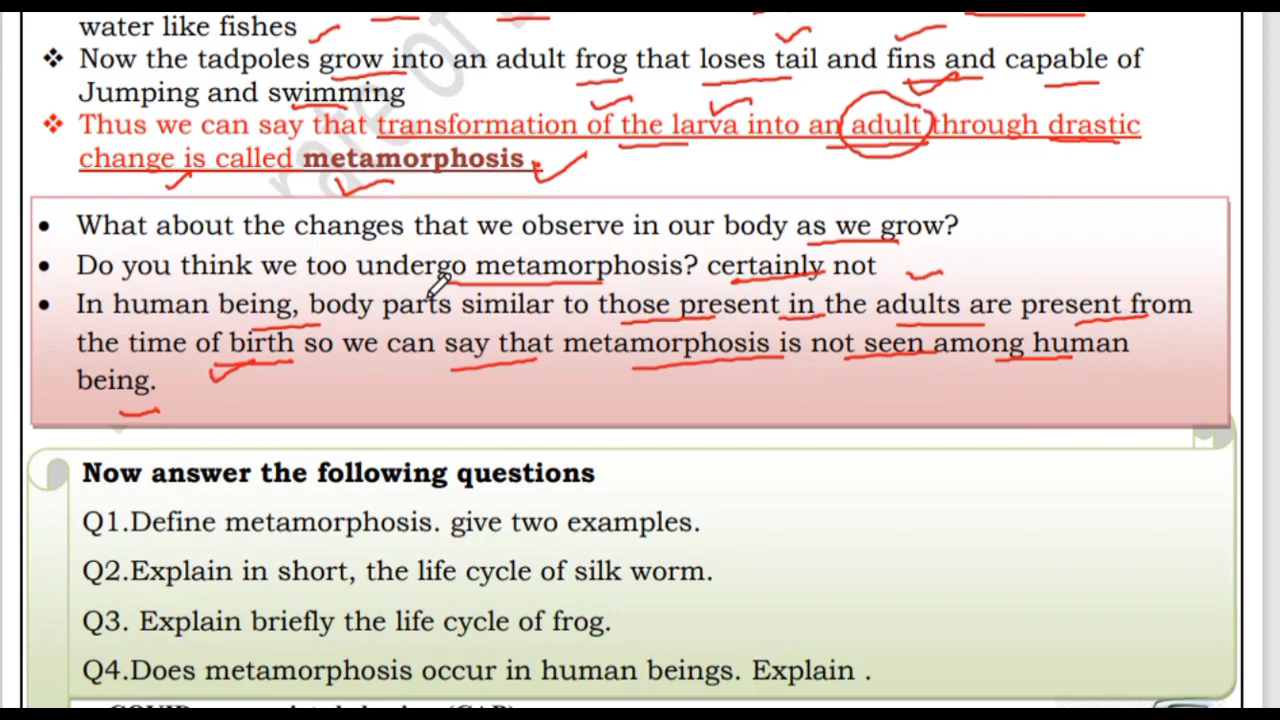 water like fishes
❖ Now the tadpoles grow into an adult frog that loses tail and fins and capable of
Jumping and swimming
❖ Thus we can say that transformation of the larva into an adult through drastic
change is called metamorphosis.
• What about the changes that we observe in our body as we grow?
• Do you think we too undergo metamorphosis? certainly not
• In human being, body parts similar to those present in the adults are present from
the time of birth so we can say that metamorphosis is not seen among human
being.
Now answer the following questions
Q1.Define metamorphosis. give two examples.
Q2.Explain in short, the life cycle of silk worm.
Q3. Explain briefly the life cycle of frog.
Q4.Does metamorphosis occur in human beings. Explain .